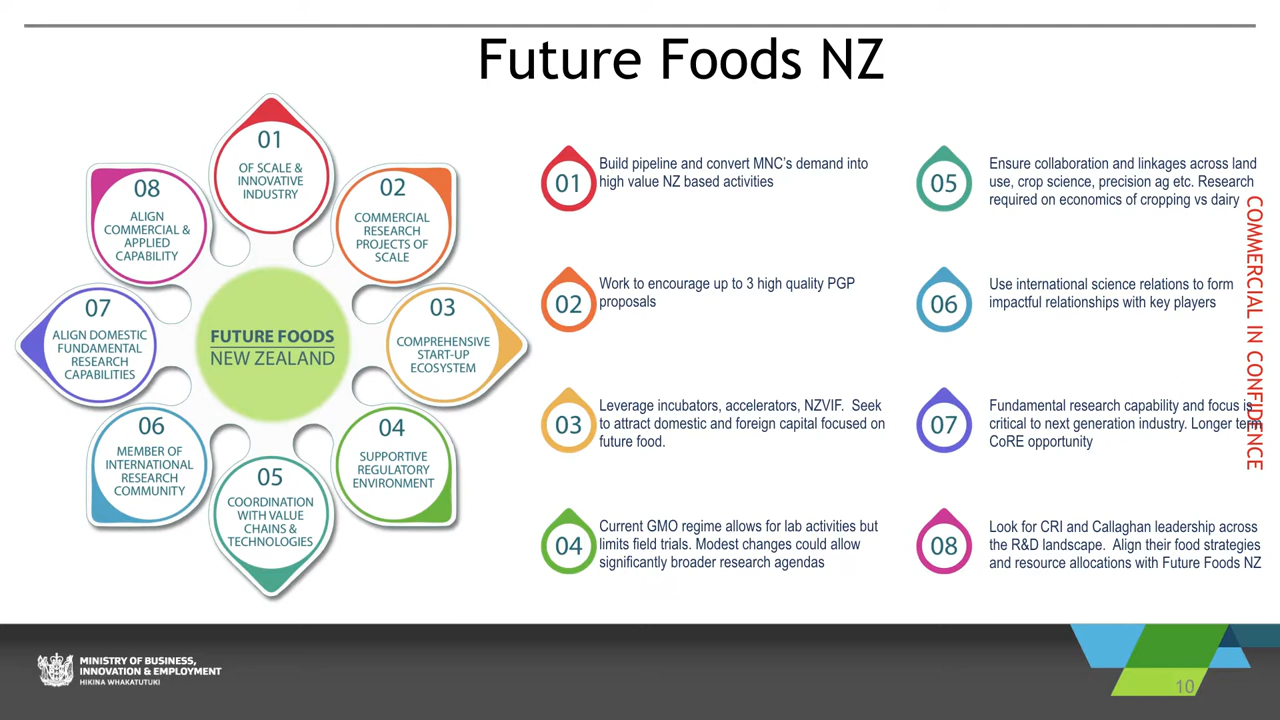 Future Foods NZ
01
OF SCALE &
INNOVATIVE
INDUSTRY
02
COMMERCIAL
RESEARCH
PROJECTS OF
SCALE
03
COMPREHENSIVE
START-UP
ECOSYSTEM
04
SUPPORTIVE
REGULATORY
ENVIRONMENT
05
COORDINATION
WITH VALUE
CHAINS &
TECHNOLOGIES
06
MEMBER OF
INTERNATIONAL
RESEARCH
COMMUNITY
07
ALIGN DOMESTIC
FUNDAMENTAL
RESEARCH
CAPABILITIES
08
ALIGN
COMMERCIAL &
APPLIED
CAPABILITY
FUTURE FOODS
NEW ZEALAND
01
Build pipeline and convert MNC's demand into
high value NZ based activities
02
Work to encourage up to 3 high quality PGP
proposals
03
Leverage incubators, accelerators, NZVIF. Seek
to attract domestic and foreign capital focused on
future food.
04
Current GMO regime allows for lab activities but
limits field trials. Modest changes could allow
significantly broader research agendas
05
Ensure collaboration and linkages across land
use, crop science, precision ag etc. Research
required on economics of cropping vs dairy
06
Use international science relations to form
impactful relationships with key players
07
Fundamental research capability and focus is
critical to next generation industry. Longer term
CoRE opportunity
08
Look for CRI and Callaghan leadership across
the R&D landscape. Align their food strategies
and resource allocations with Future Foods NZ
COMMERCIAL IN CONFIDENCE
MINISTRY OF BUSINESS,
INNOVATION & EMPLOYMENT
HIKINA WHAKATUTUKI
10